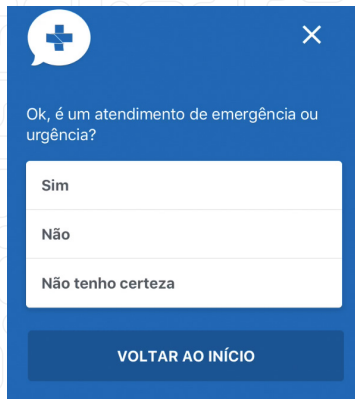 Ok, é um atendimento de emergência ou
urgência?
Sim
Não
Não tenho certeza
VOLTAR AO INÍCIO